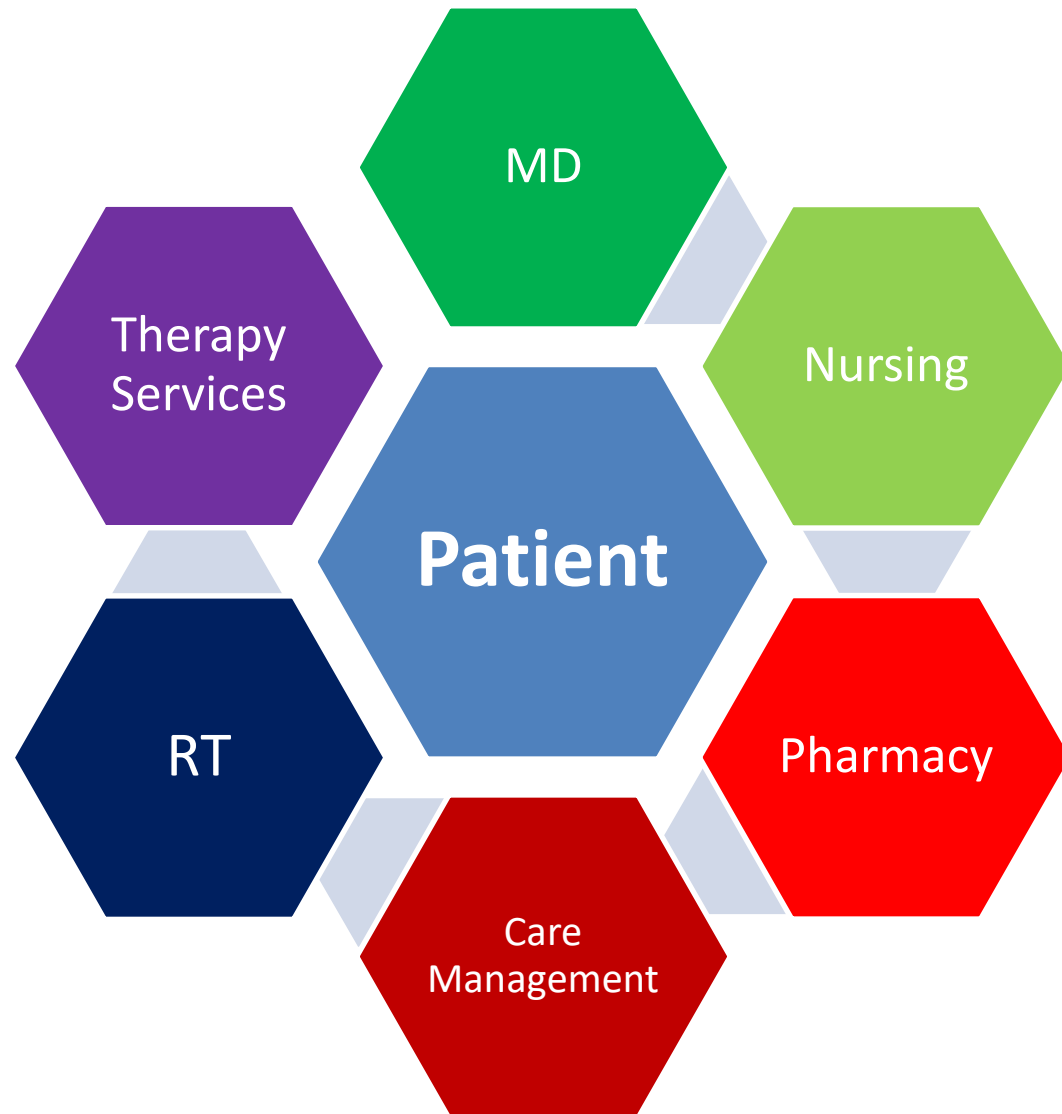 MD
Therapy
Services
Nursing
Patient
RT
Pharmacy
Care
Management